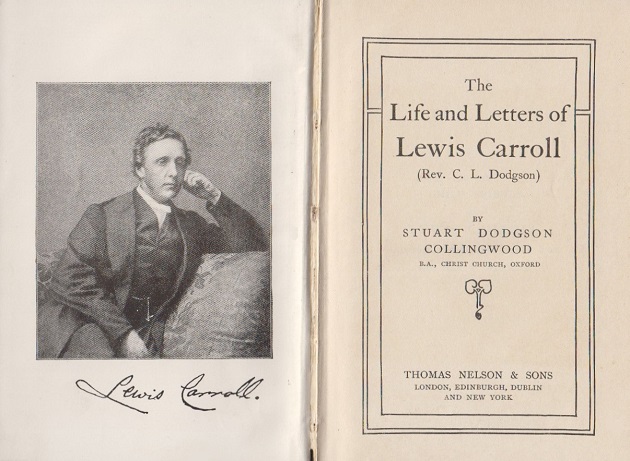 Lewis Carroll.
The
Life and Letters of
Lewis Carroll
(Rev. C. L. Dodgson)
BY
STUART DODGSON
COLLINGWOOD
B.A., CHRIST CHURCH, OXFORD
THOMAS NELSON & SONS
LONDON, EDINBURGH, DUBLIN
AND NEW YORK